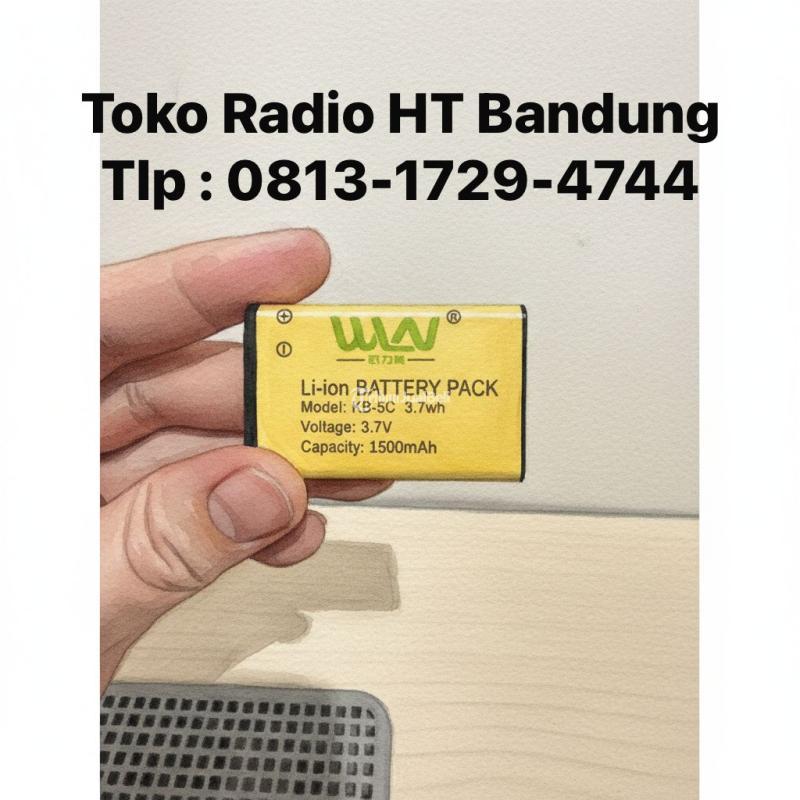 Toko Radio HT Bandung
Tlp : 0813-1729-4744
WLN ®
Li-ion BATTERY PACK
Model: KB-5C 3.7wh
Voltage: 3.7V
Capacity: 1500mAh